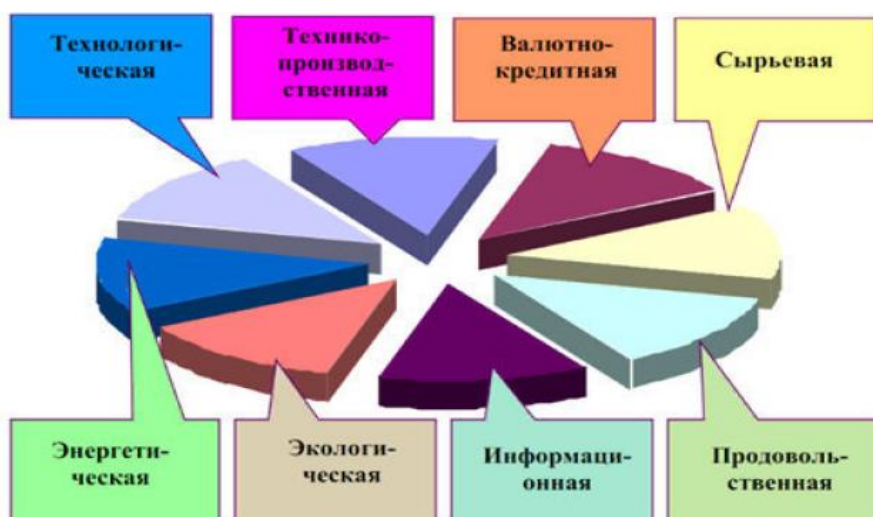 Технологи-
ческая
Технико-
производ-
ственная
Валютно-
кредитная
Сырьевая
Энергети-
ческая
Экологи-
ческая
Информаци-
онная
Продоволь-
ственная